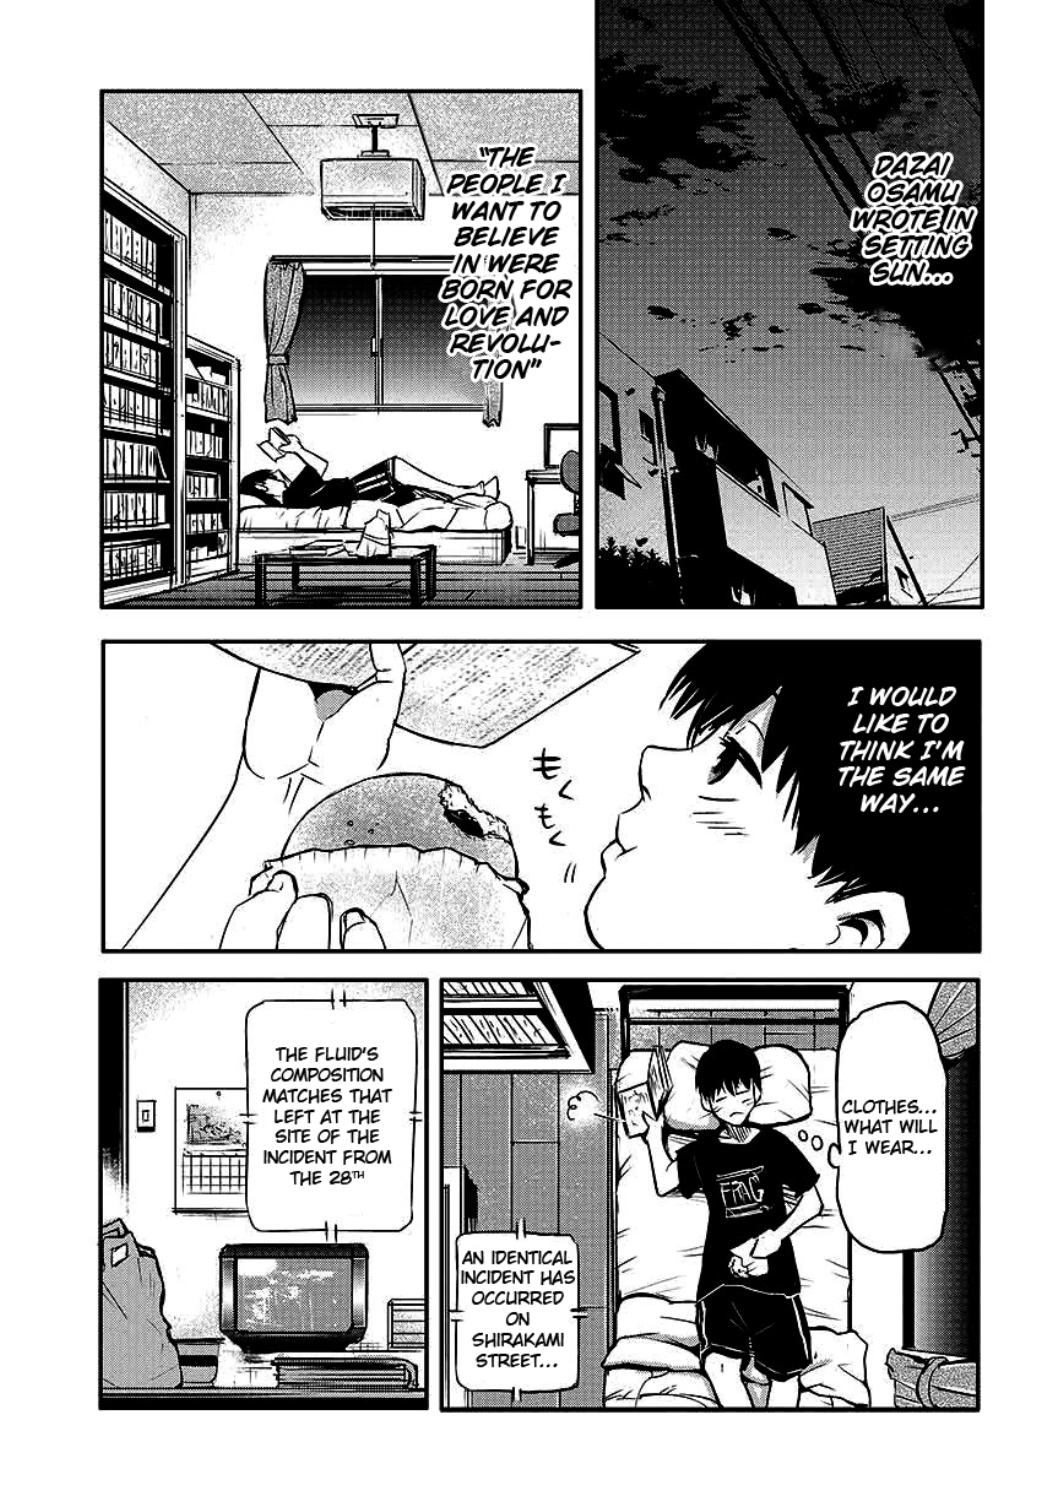 DAZAI
OSAMU
WROTE IN
SETTING
SUN...
"THE
PEOPLE I
WANT TO
BELIEVE
IN WERE
BORN FOR
LOVE AND
REVOLU-
TION"
I WOULD
LIKE TO
THINK I'M
THE SAME
WAY...
もく
もく
CLOTHES...
WHAT WILL
I WEAR...
FRAG
AN IDENTICAL
INCIDENT HAS
OCCURRED
ON
SHIRAKAMI
STREET...
THE FLUID'S
COMPOSITION
MATCHES THAT
LEFT AT THE
SITE OF THE
INCIDENT FROM
THE 28TH